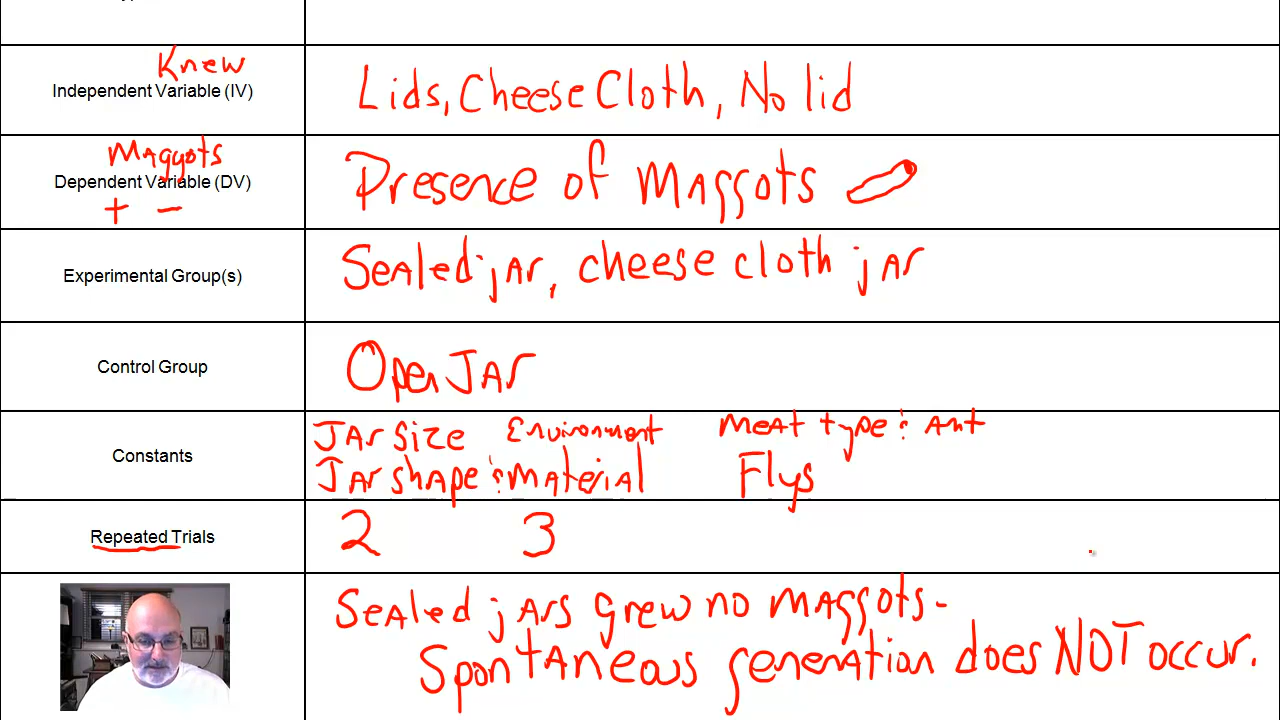 Knew
Independent Variable (IV)
Lids, Cheese Cloth, No lid
Maggots
Dependent Variable (DV)
+ -
Presence of Maggots
Experimental Group(s)
Sealed jar, cheese cloth jar
Control Group
Open Jar
Constants
Jar Size Environment Meat type & Amt
Jar shape & Material Flys
Repeated Trials
2 3
Sealed jars grew no maggots-
Spontaneous generation does NOT occur.